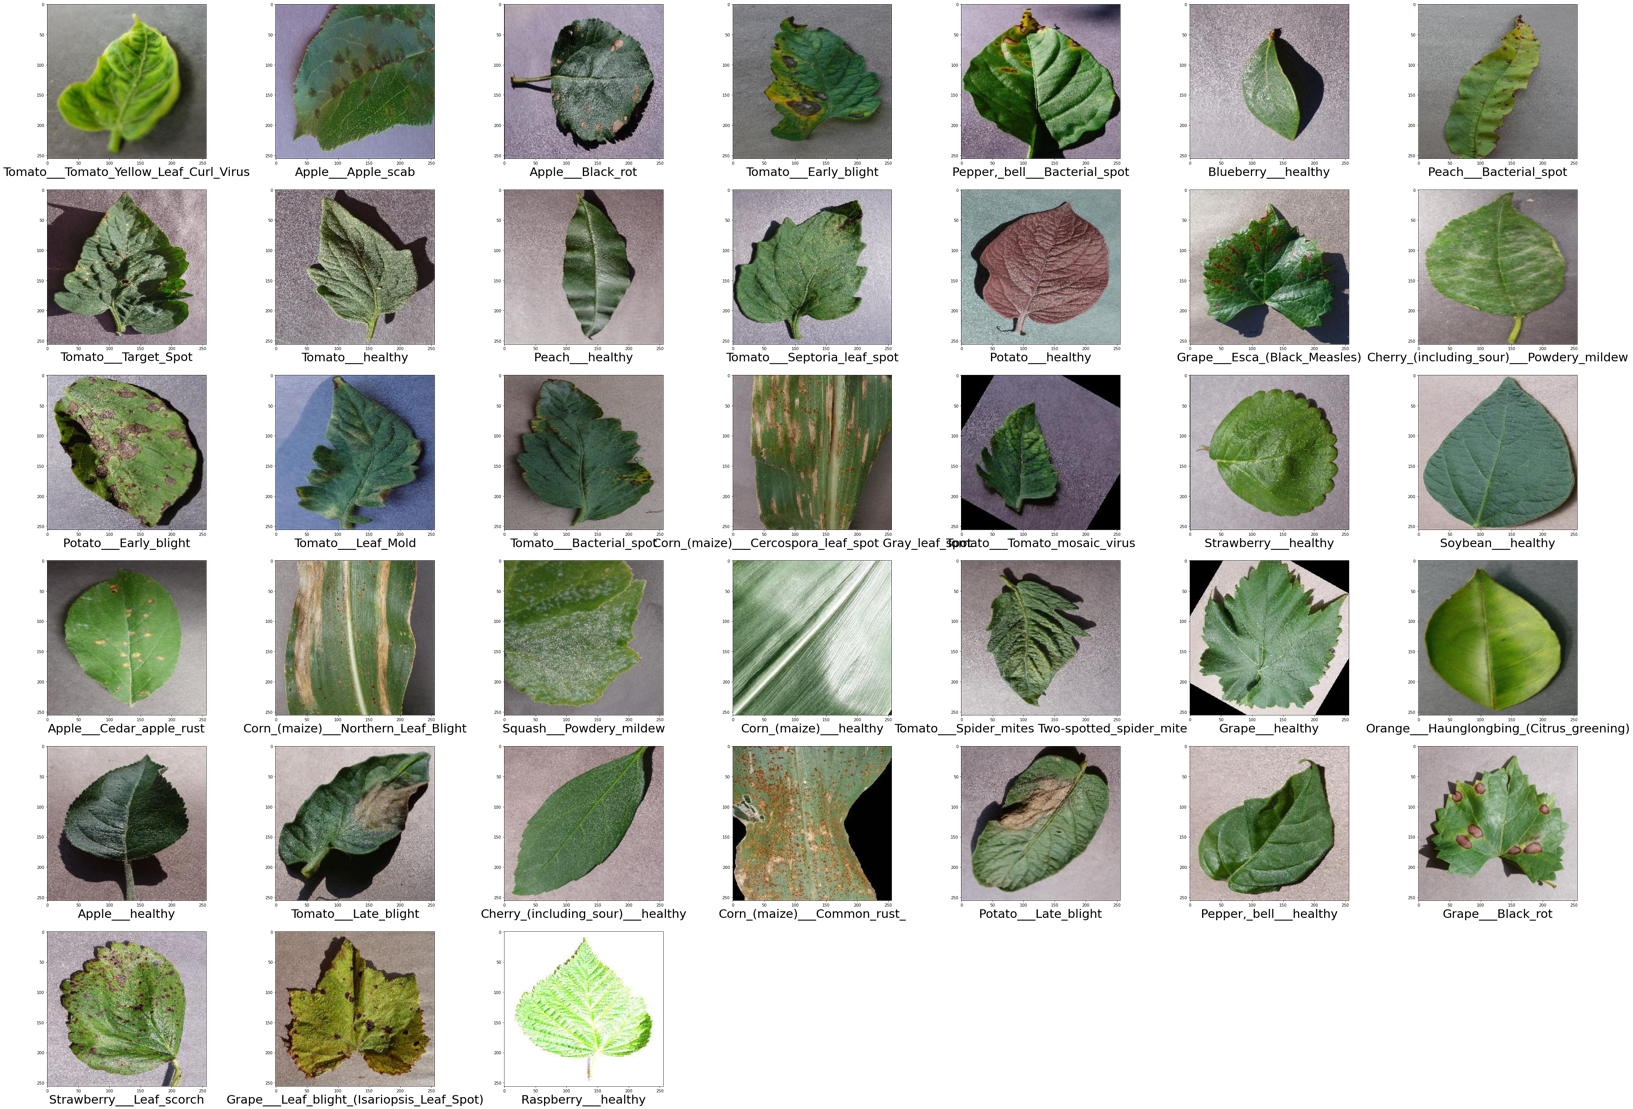 Tomato___Tomato_Yellow_Leaf_Curl_Virus
Apple___Apple_scab
Apple___Black_rot
Tomato___Early_blight
Pepper,_bell___Bacterial_spot
Blueberry___healthy
Peach___Bacterial_spot
Tomato___Target_Spot
Tomato___healthy
Peach___healthy
Tomato___Septoria_leaf_spot
Potato___healthy
Grape___Esca_(Black_Measles)
Cherry_(including_sour)___Powdery_mildew
Potato___Early_blight
Tomato___Leaf_Mold
Tomato___Bacterial_spot
Corn_(maize)___Cercospora_leaf_spot Gray_leaf_spot
Tomato___Tomato_mosaic_virus
Strawberry___healthy
Soybean___healthy
Apple___Cedar_apple_rust
Corn_(maize)___Northern_Leaf_Blight
Squash___Powdery_mildew
Corn_(maize)___healthy
Tomato___Spider_mites Two-spotted_spider_mite
Grape___healthy
Orange___Haunglongbing_(Citrus_greening)
Apple___healthy
Tomato___Late_blight
Cherry_(including_sour)___healthy
Corn_(maize)___Common_rust_
Potato___Late_blight
Pepper,_bell___healthy
Grape___Black_rot
Strawberry___Leaf_scorch
Grape___Leaf_blight_(Isariopsis_Leaf_Spot)
Raspberry___healthy